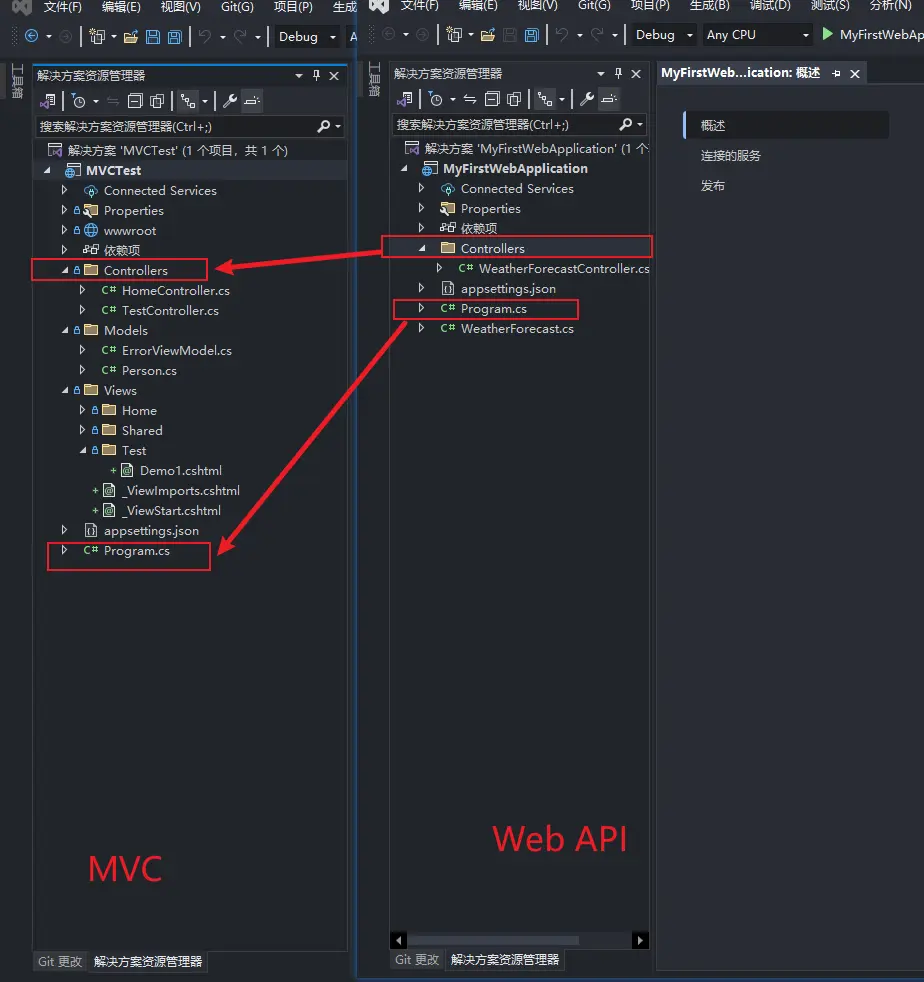 文件(F) 编辑(E) 视图(V) Git(G) 项目(P) 生成
Debug
工具箱
解决方案资源管理器
搜索解决方案资源管理器(Ctrl+;)
解决方案 'MVCTest' (1 个项目，共 1 个)
MVCTest
Connected Services
Properties
wwwroot
依赖项
Controllers
C# HomeController.cs
C# TestController.cs
Models
C# ErrorViewModel.cs
C# Person.cs
Views
Home
Shared
Test
Demo1.cshtml
_ViewImports.cshtml
_ViewStart.cshtml
appsettings.json
C# Program.cs
MVC
Git 更改 解决方案资源管理器
文件(F) 编辑(E) 视图(V) Git(G) 项目(P) 生成(B) 调试(D) 测试(S) 分析(N)
Debug Any CPU MyFirstWebAp
工具箱
解决方案资源管理器
搜索解决方案资源管理器(Ctrl+;)
解决方案 'MyFirstWebApplication' (1 个
MyFirstWebApplication
Connected Services
Properties
依赖项
Controllers
C# WeatherForecastController.cs
appsettings.json
C# Program.cs
C# WeatherForecast.cs
Web API
Git 更改 解决方案资源管理器
MyFirstWeb...ication: 概述
概述
连接的服务
发布